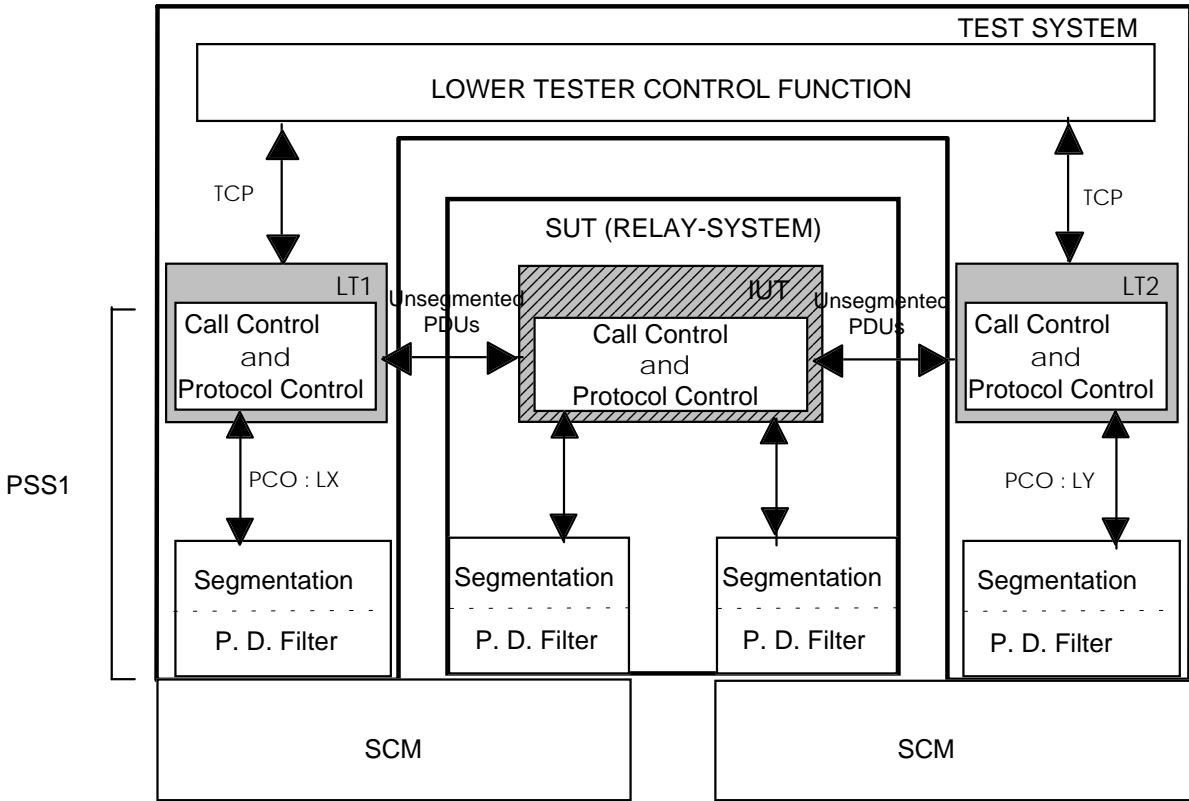 TEST SYSTEM
LOWER TESTER CONTROL FUNCTION
TCP
TCP
SUT (RELAY-SYSTEM)
LT1
Unsegmented
PDUs
IUT
Unsegmented
PDUs
LT2
Call Control
and
Protocol Control
Call Control
and
Protocol Control
Call Control
and
Protocol Control
PSS1
PCO : LX
PCO : LY
Segmentation
P. D. Filter
Segmentation
P. D. Filter
Segmentation
P. D. Filter
Segmentation
P. D. Filter
SCM
SCM